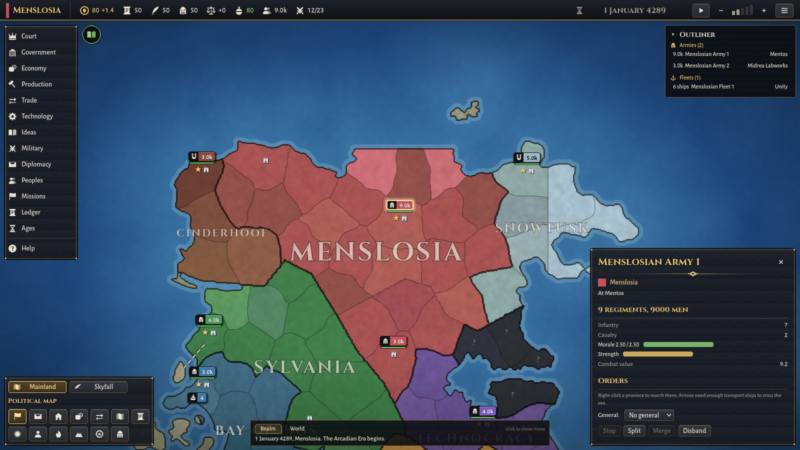 MENSLOSIA
80 +1.4
50
50
50
+0
80
9.0k
12/23
1 JANUARY 4289
Court
Government
Economy
Production
Trade
Technology
Ideas
Military
Diplomacy
Peoples
Missions
Ledger
Ages
Help
OUTLINER
Armies (2)
9.0k Menslosian Army 1 Mentos
3.0k Menslosian Army 2 Midrea Labworks
Fleets (1)
6 ships Menslosian Fleet 1 Unity
3.0k
5.0k
9.0k
CINDERHOOF
MENSLOSIA
SNOWTUSK
6.0k
3.0k
SYLVANIA
3.0k
4
4.0k
BAY
TECHNOCRACY
?
?
?
?
MENSLOSIAN ARMY 1
Menslosia
At Mentos
9 REGIMENTS, 9000 MEN
Infantry 7
Cavalry 2
Morale 2.50 / 2.50
Strength
Combat value 9.2
ORDERS
Right-click a province to march there. Armies need enough transport ships to cross the sea.
General: No general
Stop Split Merge Disband
Mainland Skyfall
POLITICAL MAP
Realm World click to show more
1 January 4289, Menslosia. The Arcadian Era begins.